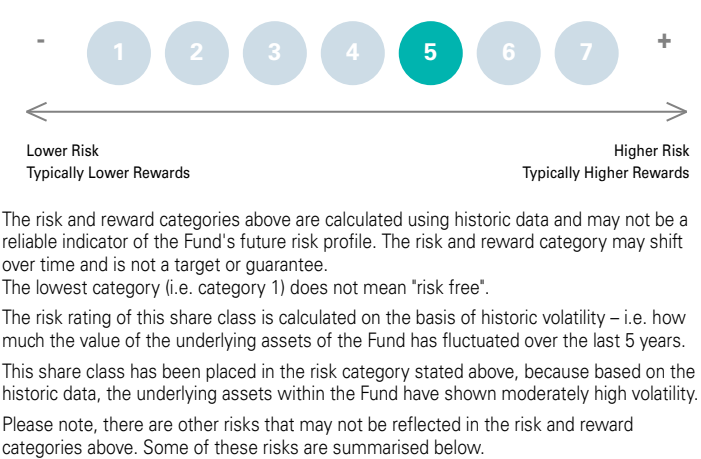 - 1 2 3 4 5 6 7 +
Lower Risk Higher Risk
Typically Lower Rewards Typically Higher Rewards
The risk and reward categories above are calculated using historic data and may not be a
reliable indicator of the Fund's future risk profile. The risk and reward category may shift
over time and is not a target or guarantee.
The lowest category (i.e. category 1) does not mean "risk free".
The risk rating of this share class is calculated on the basis of historic volatility – i.e. how
much the value of the underlying assets of the Fund has fluctuated over the last 5 years.
This share class has been placed in the risk category stated above, because based on the
historic data, the underlying assets within the Fund have shown moderately high volatility.
Please note, there are other risks that may not be reflected in the risk and reward
categories above. Some of these risks are summarised below.